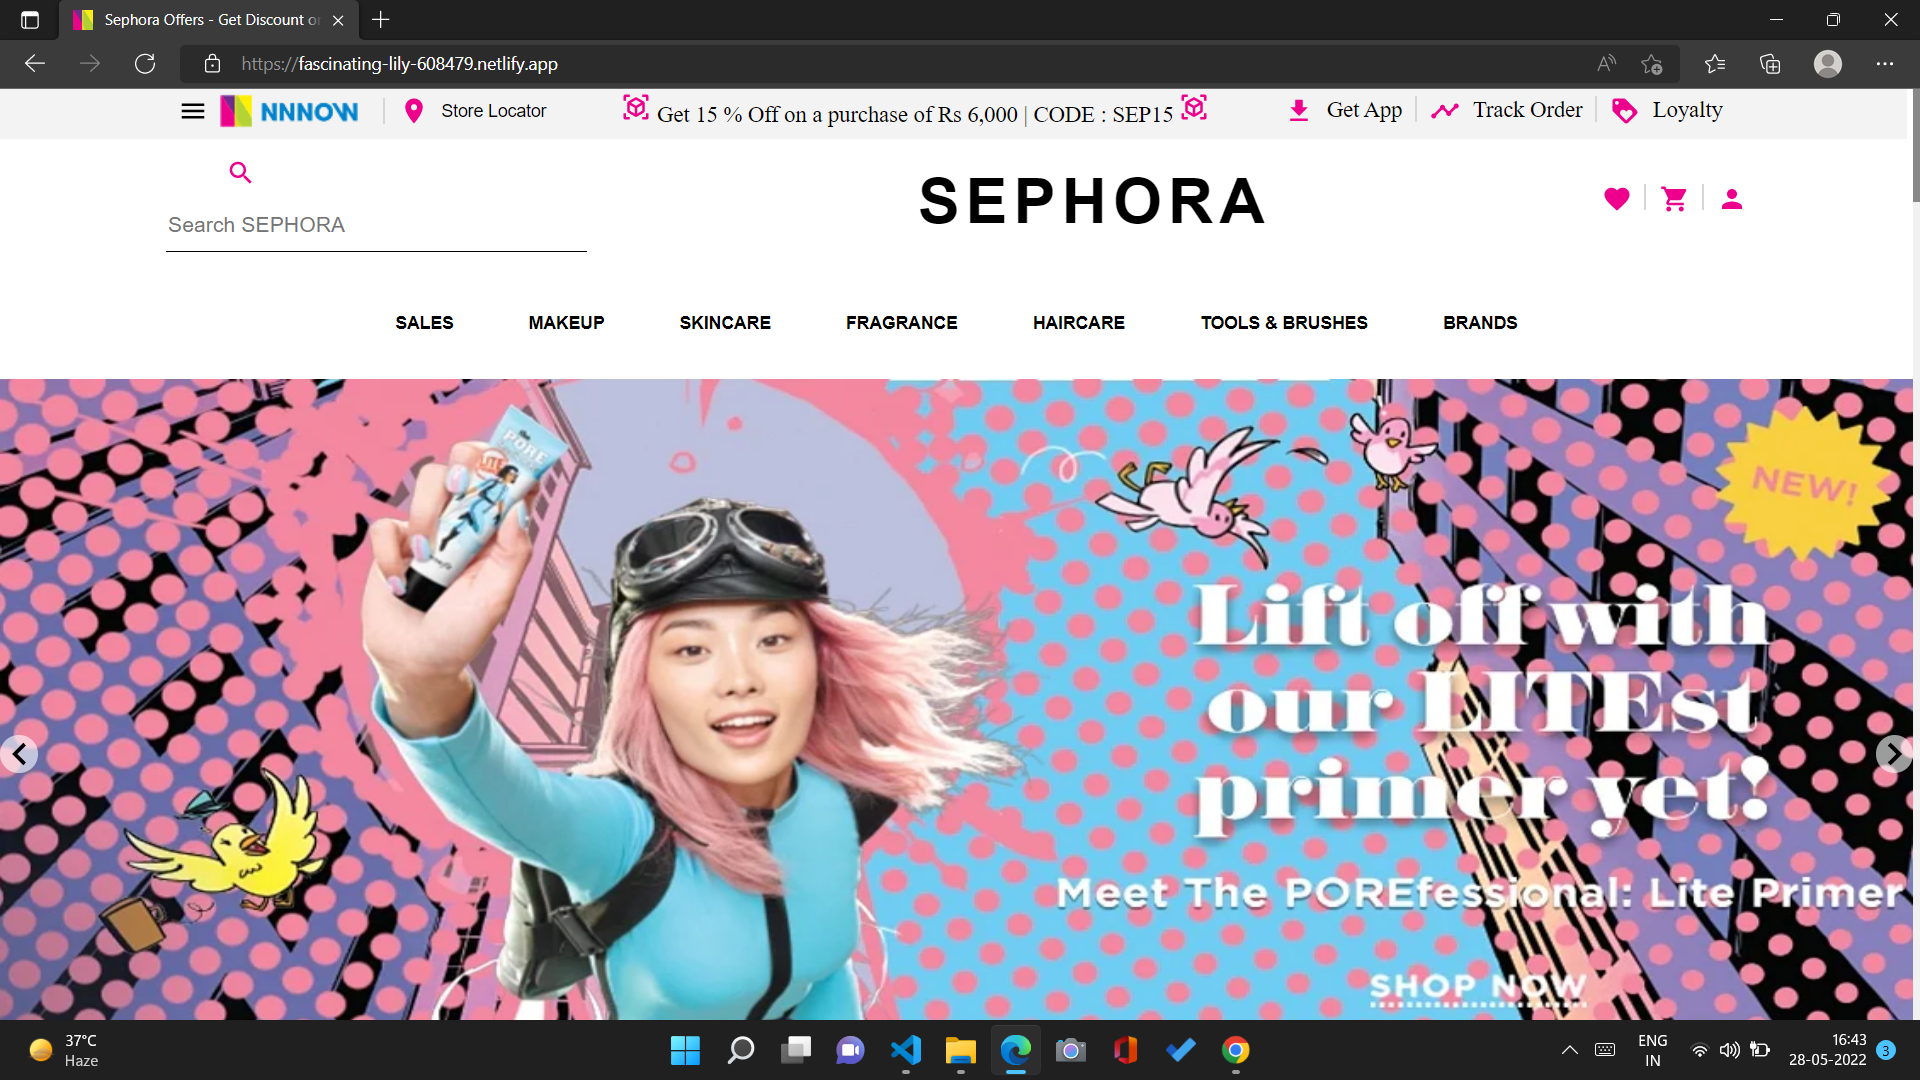 Sephora Offers - Get Discount o
https://fascinating-lily-608479.netlify.app
NNNOW
Store Locator
Get 15 % Off on a purchase of Rs 6,000 | CODE : SEP15
Get App
Track Order
Loyalty
Search SEPHORA
SEPHORA
SALES
MAKEUP
SKINCARE
FRAGRANCE
HAIRCARE
TOOLS & BRUSHES
BRANDS
the
PORE
LITE
NEW!
Lift off with
our LITEst
primer yet!
Meet The POREfessional: Lite Primer
SHOP NOW
37°C
Haze
ENG
IN
16:43
28-05-2022
3